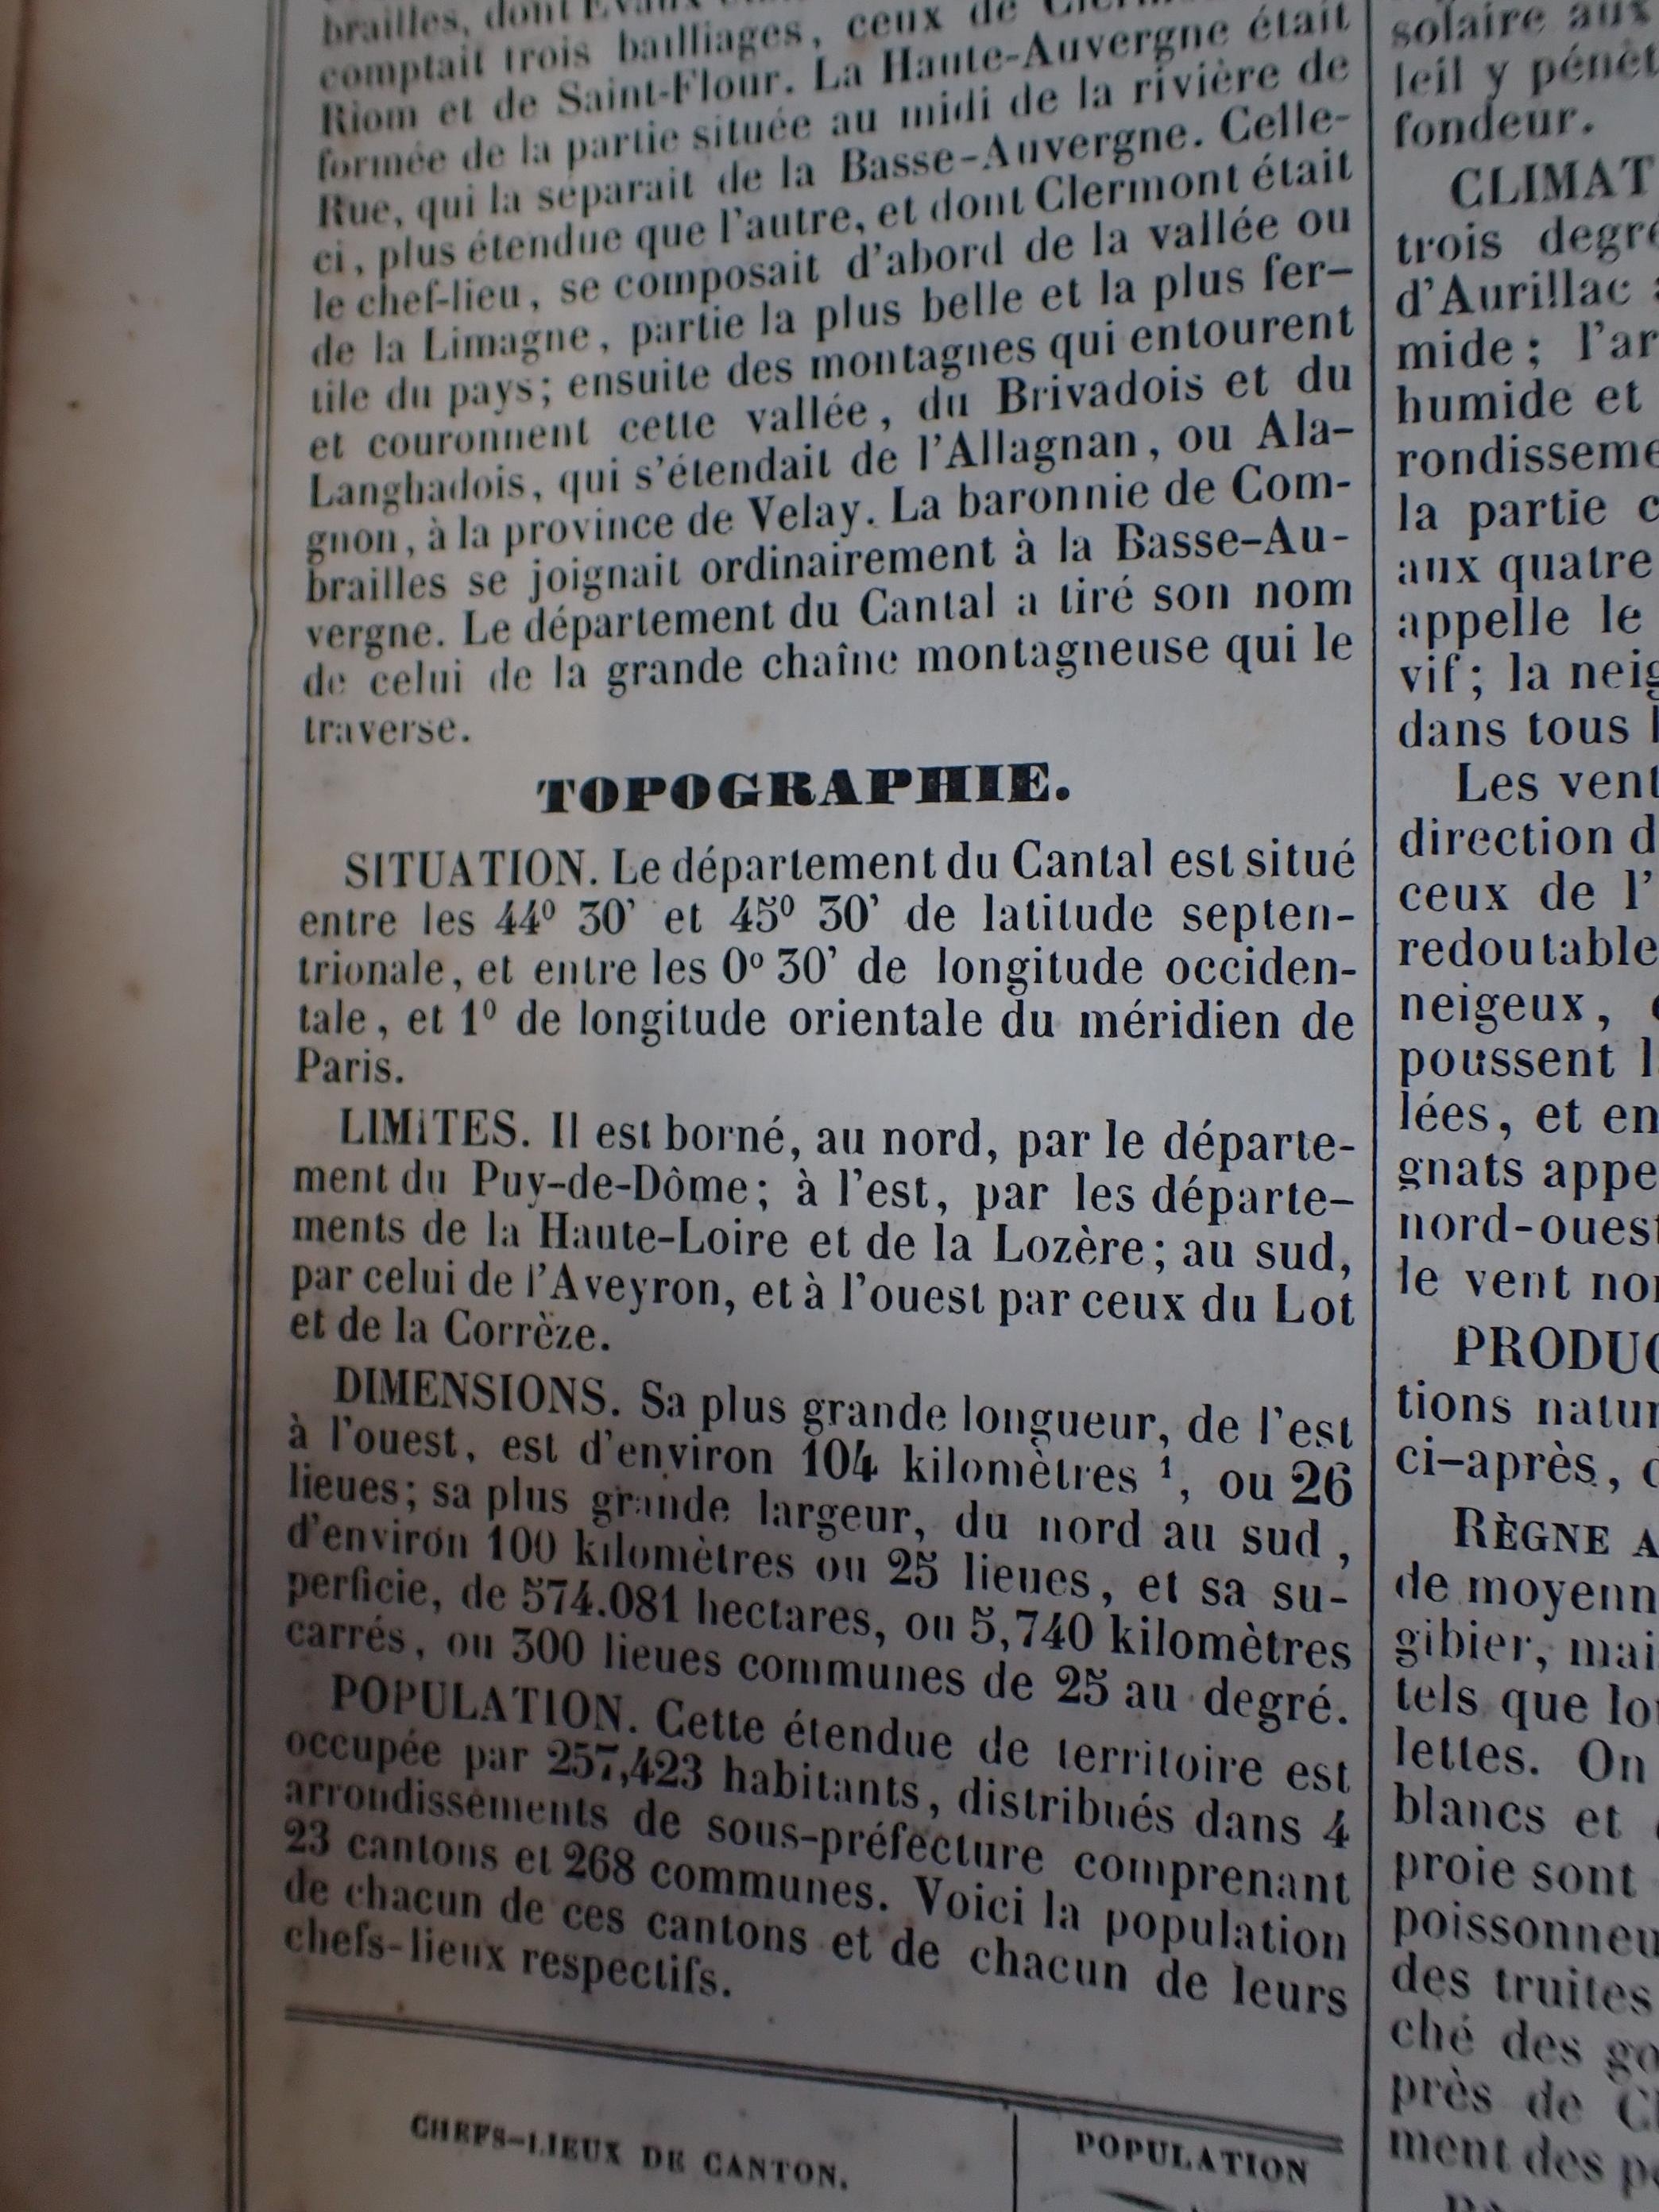 brailles, dont
comptait trois bailliages, ceux de
Riom et de Saint-Flour. La Haute-Auvergne était
formée de la partie située au midi de la rivière de
Rue, qui la séparait de la Basse-Auvergne. Celle-
ci, plus étendue que l'autre, et dont Clermont était
le chef-lieu, se composait d'abord de la vallée ou
de la Limagne, partie la plus belle et la plus fer-
tile du pays; ensuite des montagnes qui entourent
et couronnent cette vallée, du Brivadois et du
Langhadois, qui s'étendait de l'Allagnan, ou Ala-
gnon, à la province de Velay. La baronnie de Com-
brailles se joignait ordinairement à la Basse-Au-
vergne. Le département du Cantal a tiré son nom
de celui de la grande chaîne montagneuse qui le
traverse.
TOPOGRAPHIE.
SITUATION. Le département du Cantal est situé
entre les 44º 30' et 45º 30' de latitude septen-
trionale, et entre les 0º 30' de longitude occiden-
tale, et 1º de longitude orientale du méridien de
Paris.
LIMITES. Il est borné, au nord, par le départe-
ment du Puy-de-Dôme; à l'est, par les départe-
ments de la Haute-Loire et de la Lozère; au sud,
par celui de l'Aveyron, et à l'ouest par ceux du Lot
et de la Corrèze.
DIMENSIONS. Sa plus grande longueur, de l'est
à l'ouest, est d'environ 104 kilomètres ¹, ou 26
lieues; sa plus grande largeur, du nord au sud,
d'environ 100 kilomètres ou 25 lieues, et sa su-
perficie, de 574.081 hectares, ou 5,740 kilomètres
carrés, ou 300 lieues communes de 25 au degré.
POPULATION. Cette étendue de territoire est
occupée par 257,423 habitants, distribués dans 4
arrondissements de sous-préfecture comprenant
23 cantons et 268 communes. Voici la population
de chacun de ces cantons et de chacun de leurs
chefs-lieux respectifs.
CHEFS-LIEUX DE CANTON.
POPULATION
solaire aux
leil y pénèt
fondeur.
CLIMAT
trois degré
d'Aurillac
mide; l'ar
humide et
rondisseme
la partie c
aux quatre
appelle le
vif; la neig
dans tous
Les vent
direction d
ceux de l'
redoutable
neigeux,
poussent l
lées, et en
gnats appe
nord-ouest
le vent nor
PRODUC
tions natur
ci-après, d
RÈGNE A
de moyenn
gibier, mai
tels que lo
lettes. On
blancs et
proie sont
poissonneu
des truites
ché des go
près de Cl
ment des p